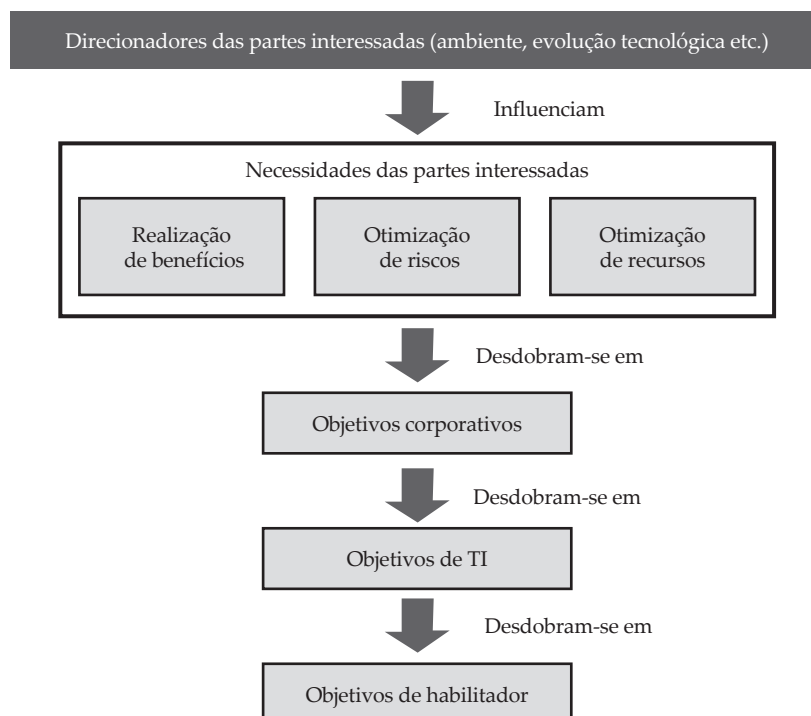 Direcionadores das partes interessadas (ambiente, evolução tecnológica etc.)
Influenciam
Necessidades das partes interessadas
Realização
de benefícios
Otimização
de riscos
Otimização
de recursos
Desdobram-se em
Objetivos corporativos
Desdobram-se em
Objetivos de TI
Desdobram-se em
Objetivos de habilitador